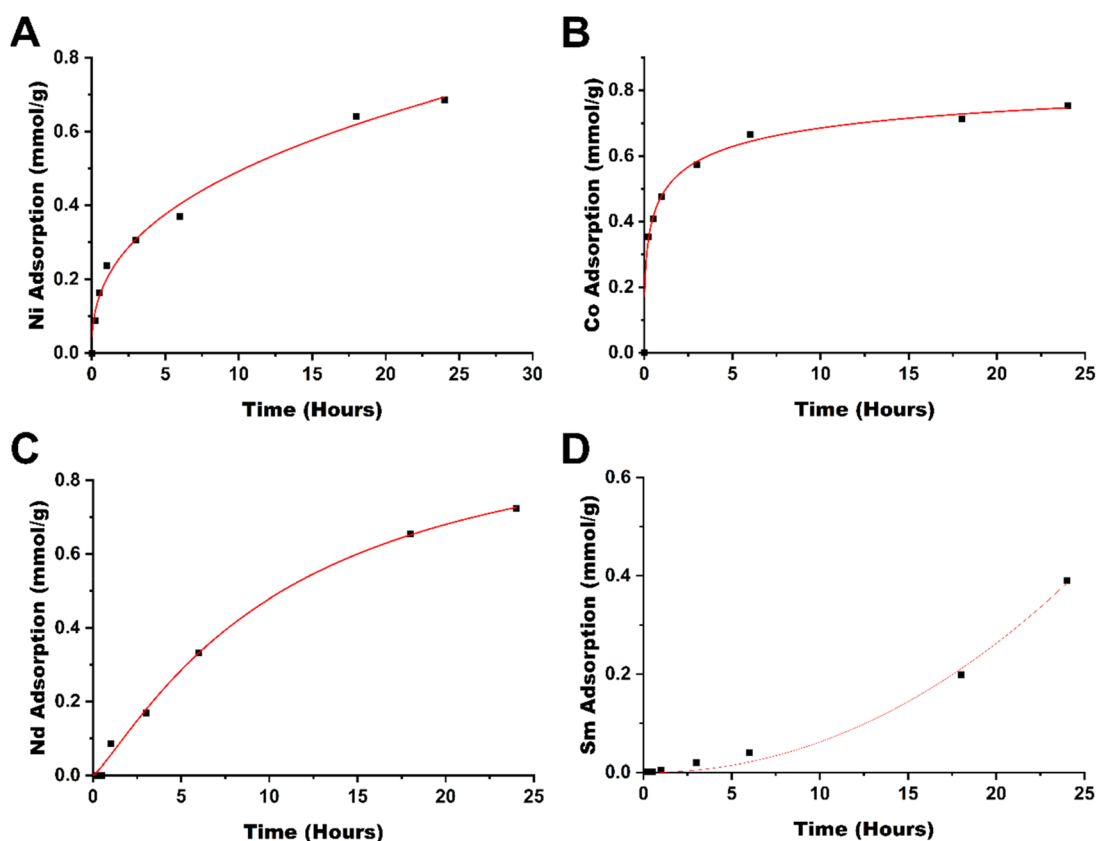 A
Ni Adsorption (mmol/g)
0.8
0.6
0.4
0.2
0.0
0 5 10 15 20 25 30
Time (Hours)
B
Co Adsorption (mmol/g)
0.8
0.6
0.4
0.2
0.0
0 5 10 15 20 25
Time (Hours)
C
Nd Adsorption (mmol/g)
0.8
0.6
0.4
0.2
0.0
0 5 10 15 20 25
Time (Hours)
D
Sm Adsorption (mmol/g)
0.6
0.4
0.2
0.0
0 5 10 15 20 25
Time (Hours)